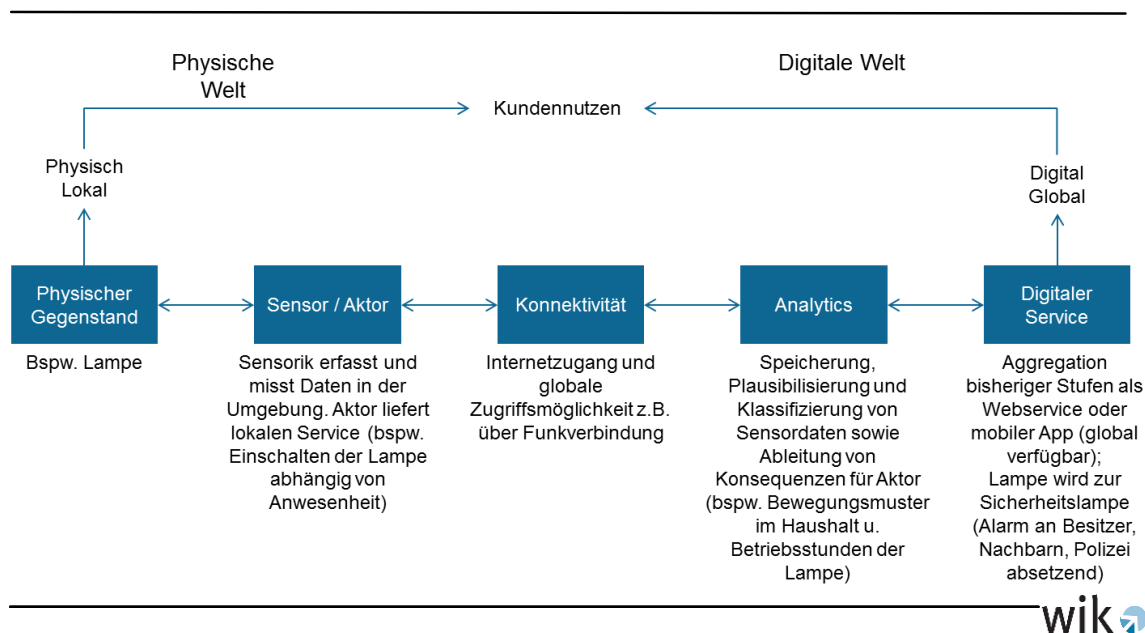 Physische
Welt
Digitale Welt
Kundennutzen
Physisch
Lokal
Digital
Global
Physischer
Gegenstand
Sensor / Aktor
Konnektivität
Analytics
Digitaler
Service
Bspw. Lampe
Sensorik erfasst und
misst Daten in der
Umgebung. Aktor liefert
lokalen Service (bspw.
Einschalten der Lampe
abhängig von
Anwesenheit)
Internetzugang und
globale
Zugriffsmöglichkeit z.B.
über Funkverbindung
Speicherung,
Plausibilisierung und
Klassifizierung von
Sensordaten sowie
Ableitung von
Konsequenzen für Aktor
(bspw. Bewegungsmuster
im Haushalt u.
Betriebsstunden der
Lampe)
Aggregation
bisheriger Stufen als
Webservice oder
mobiler App (global
verfügbar);
Lampe wird zur
Sicherheitslampe
(Alarm an Besitzer,
Nachbarn, Polizei
absetzend)
wik